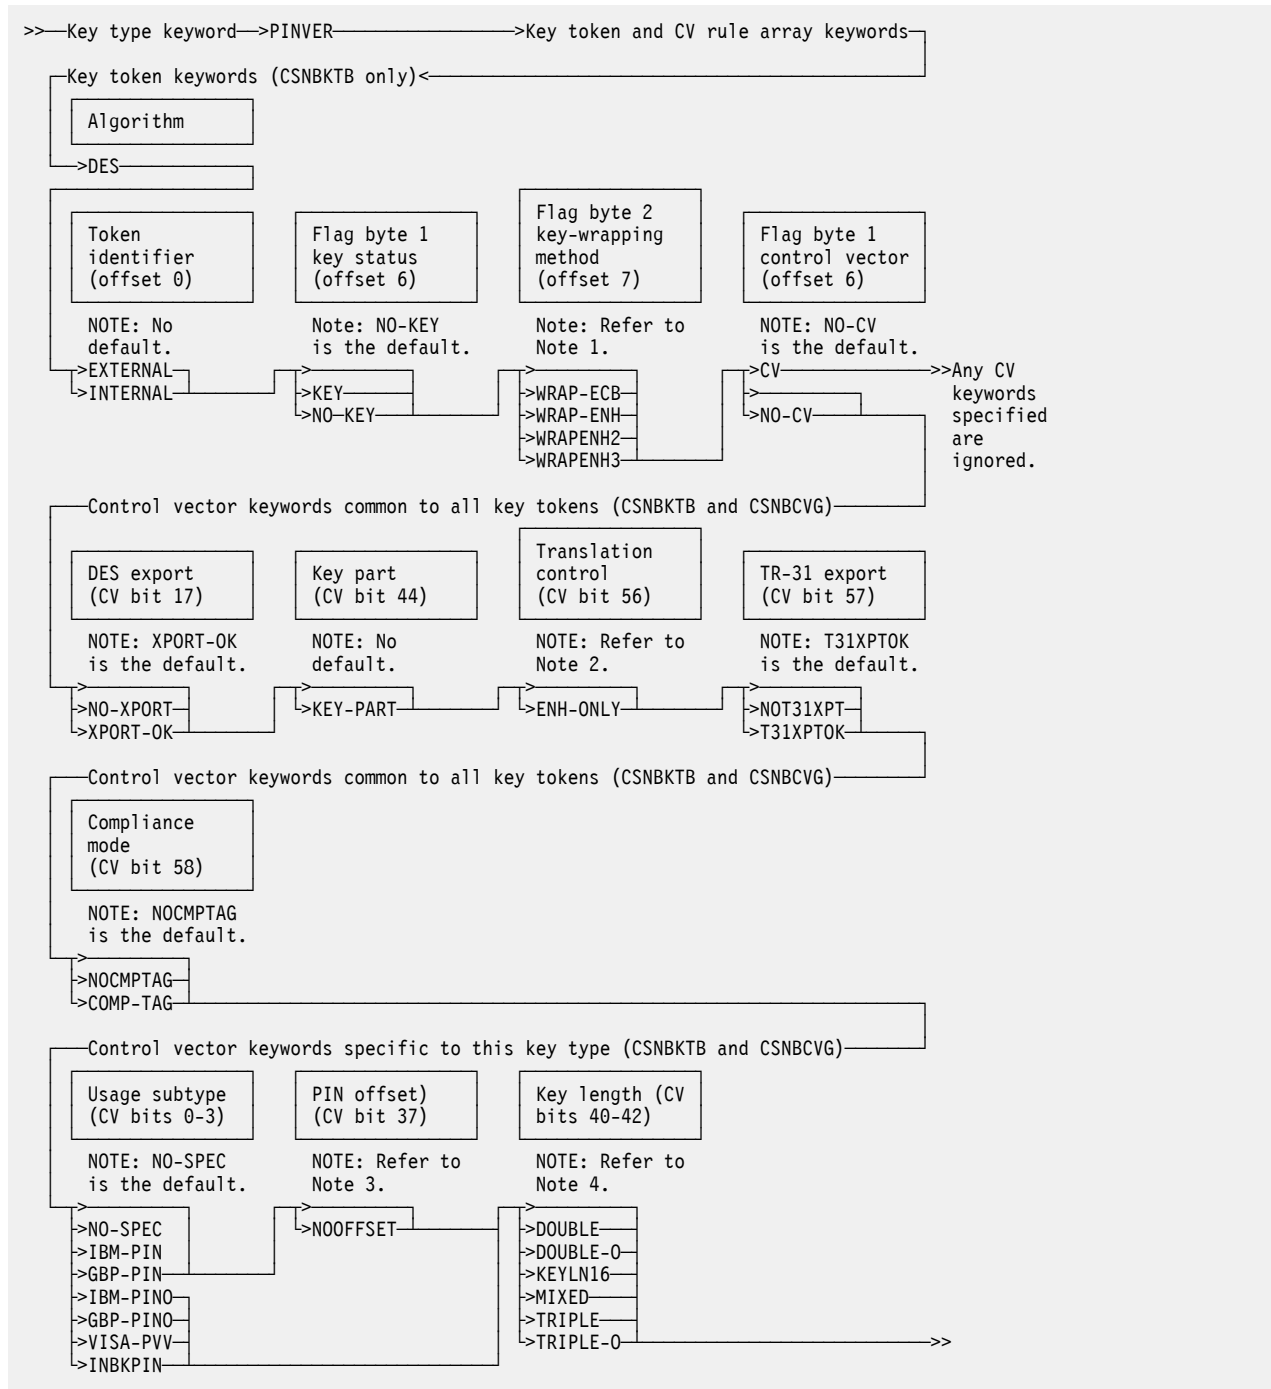 >>—Key type keyword—>PINVER—>Key token and CV rule array keywords
Key token keywords (CSNBKTB only)<
Algorithm
>DES
Token identifier (offset 0)
Flag byte 1 key status (offset 6)
Flag byte 2 key-wrapping method (offset 7)
Flag byte 1 control vector (offset 6)
NOTE: No default.
Note: NO-KEY is the default.
Note: Refer to Note 1.
NOTE: NO-CV is the default.
>EXTERNAL
>INTERNAL
>
>KEY
>NO-KEY
>
>WRAP-ECB
>WRAP-ENH
>WRAPENH2
>WRAPENH3
>CV—>>Any CV keywords specified are ignored.
>
>NO-CV
Control vector keywords common to all key tokens (CSNBKTB and CSNBCVG)
DES export (CV bit 17)
Key part (CV bit 44)
Translation control (CV bit 56)
TR-31 export (CV bit 57)
NOTE: XPORT-OK is the default.
NOTE: No default.
NOTE: Refer to Note 2.
NOTE: T31XPTOK is the default.
>
>NO-XPORT
>XPORT-OK
>
>KEY-PART
>
>ENH-ONLY
>
>NOT31XPT
>T31XPTOK
Control vector keywords common to all key tokens (CSNBKTB and CSNBCVG)
Compliance mode (CV bit 58)
NOTE: NOCMPTAG is the default.
>
>NOCMPTAG
>COMP-TAG
Control vector keywords specific to this key type (CSNBKTB and CSNBCVG)
Usage subtype (CV bits 0-3)
PIN offset) (CV bit 37)
Key length (CV bits 40-42)
NOTE: NO-SPEC is the default.
NOTE: Refer to Note 3.
NOTE: Refer to Note 4.
>
>NO-SPEC
>IBM-PIN
>GBP-PIN
>IBM-PINO
>GBP-PINO
>VISA-PVV
>INBKPIN
>
>NOOFFSET
>
>DOUBLE
>DOUBLE-O
>KEYLN16
>MIXED
>TRIPLE
>TRIPLE-O—>>